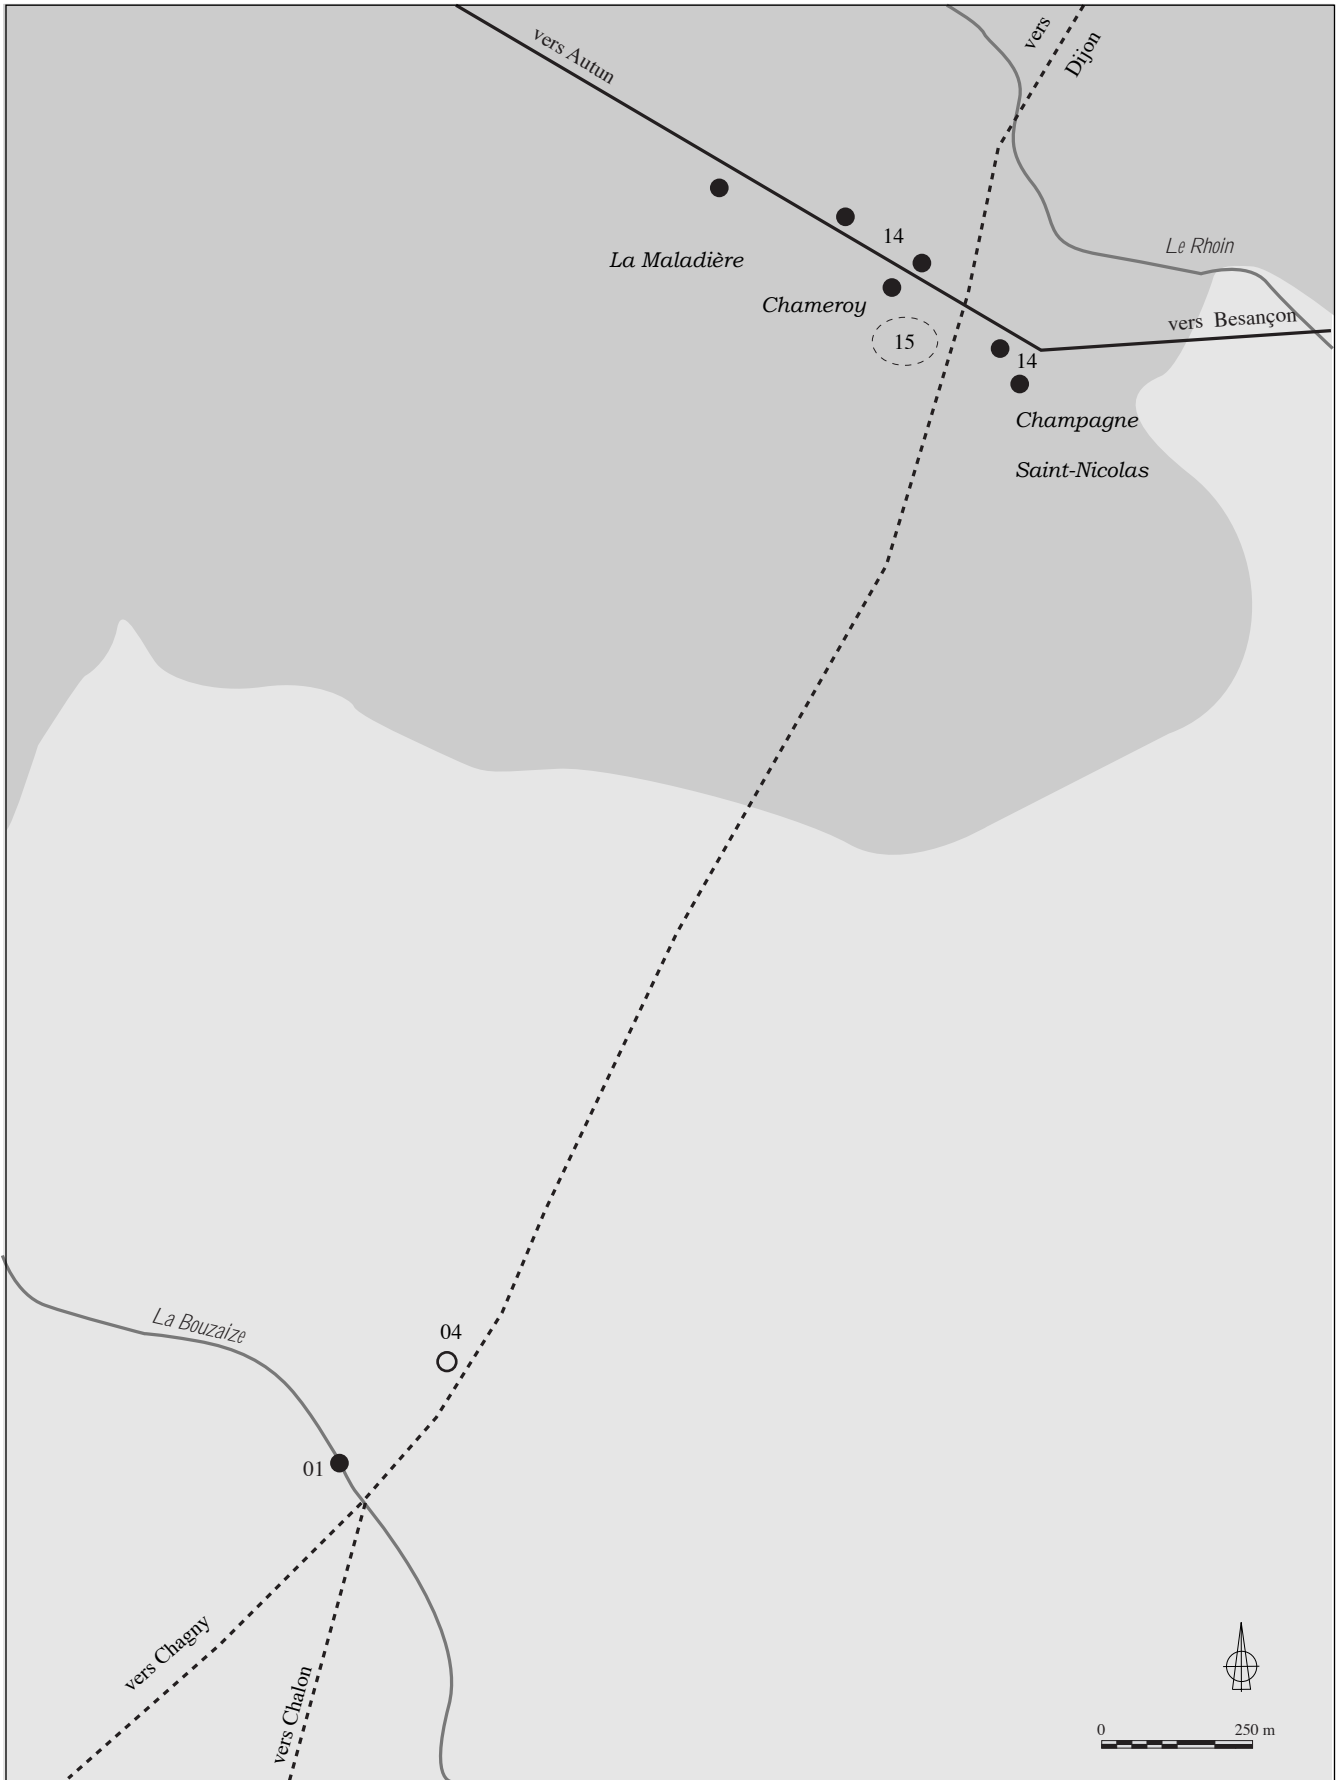 vers Autun
vers
Dijon
14
Le Rhoin
La Maladière
Chameroy
vers Besançon
15
14
Champagne
Saint-Nicolas
La Bouzaize
04
01
vers Chagny
vers Chalon
0 250 m